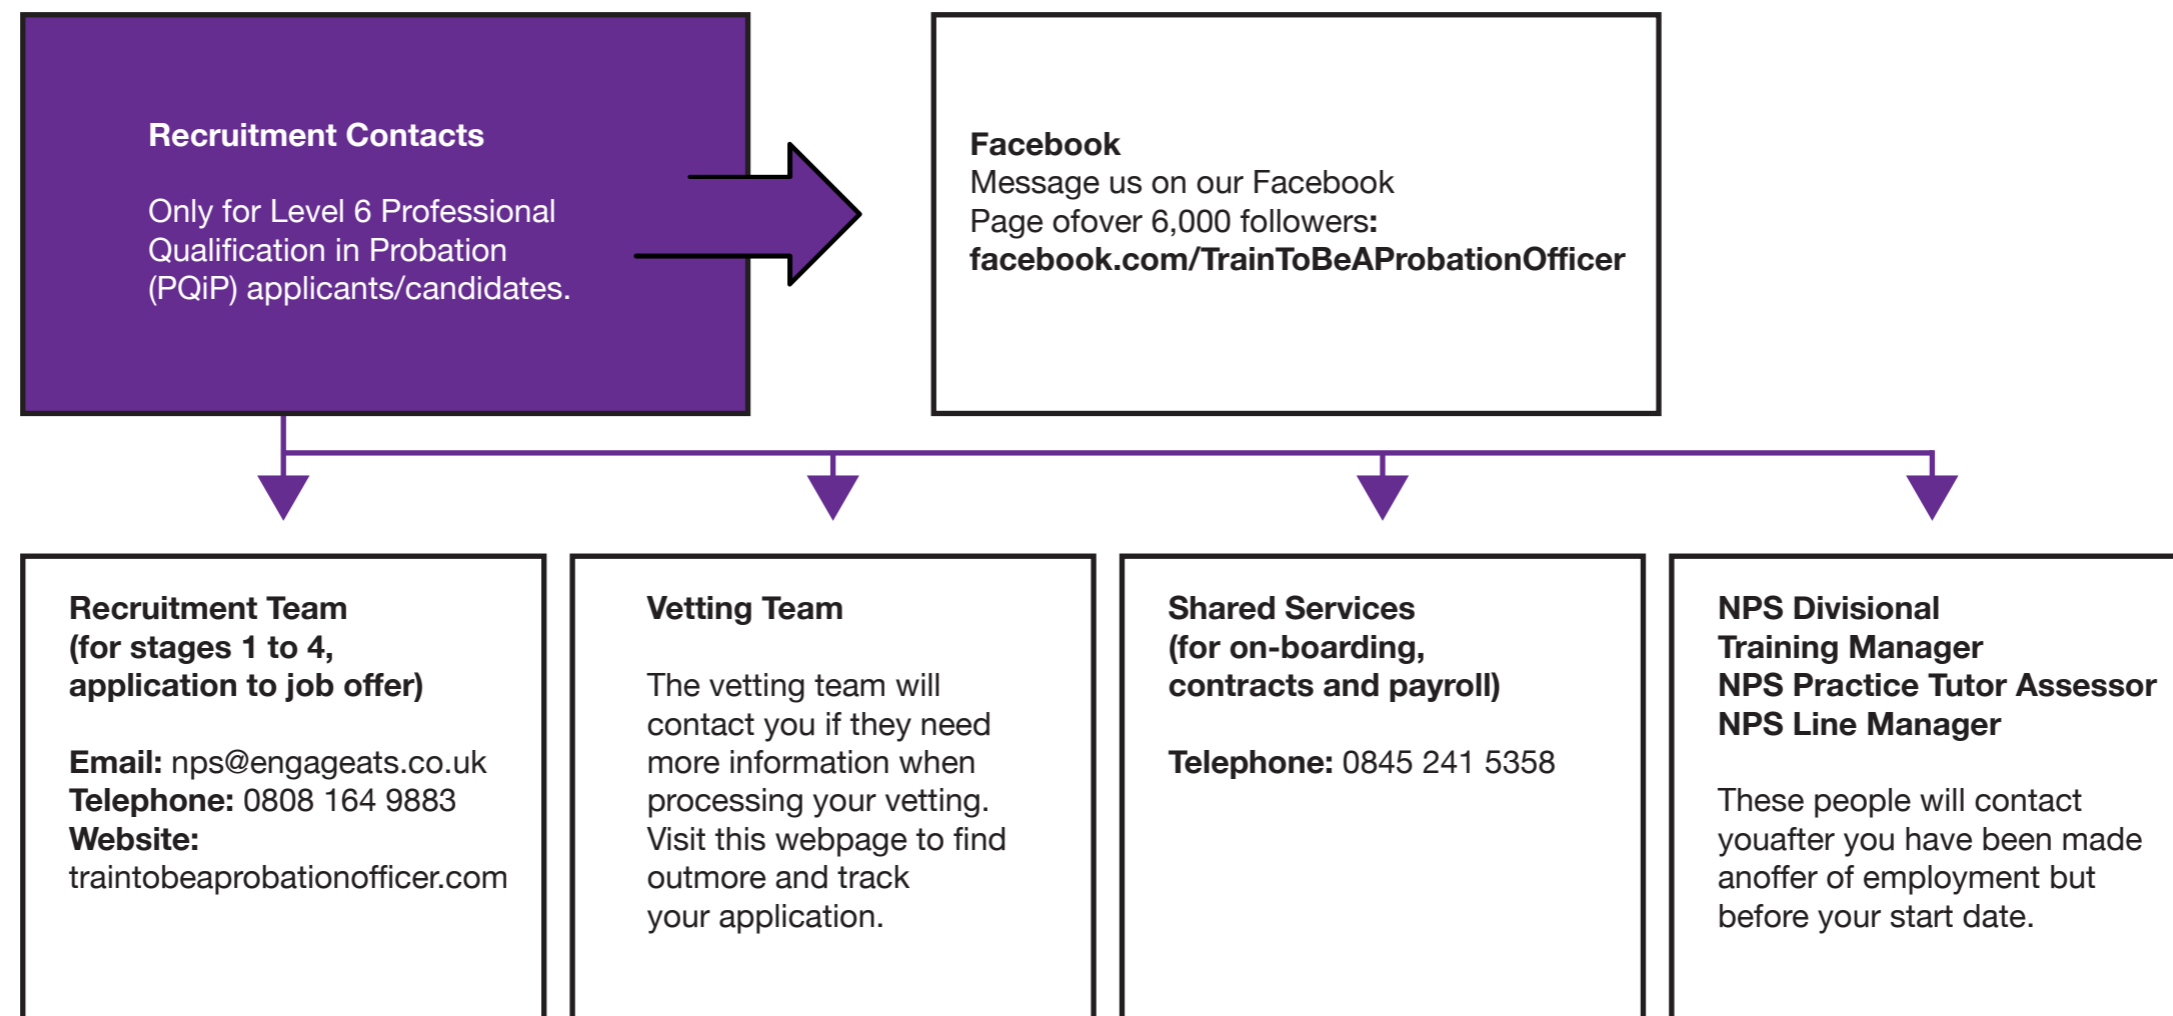 Recruitment Contacts
Only for Level 6 Professional
Qualification in Probation
(PQiP) applicants/candidates.
Facebook
Message us on our Facebook
Page ofover 6,000 followers:
facebook.com/TrainToBeAProbationOfficer
Recruitment Team
(for stages 1 to 4,
application to job offer)
Email: nps@engageats.co.uk
Telephone: 0808 164 9883
Website:
traintobeaprobationofficer.com
Vetting Team
The vetting team will
contact you if they need
more information when
processing your vetting.
Visit this webpage to find
outmore and track
your application.
Shared Services
(for on-boarding,
contracts and payroll)
Telephone: 0845 241 5358
NPS Divisional
Training Manager
NPS Practice Tutor Assessor
NPS Line Manager
These people will contact
youafter you have been made
anoffer of employment but
before your start date.